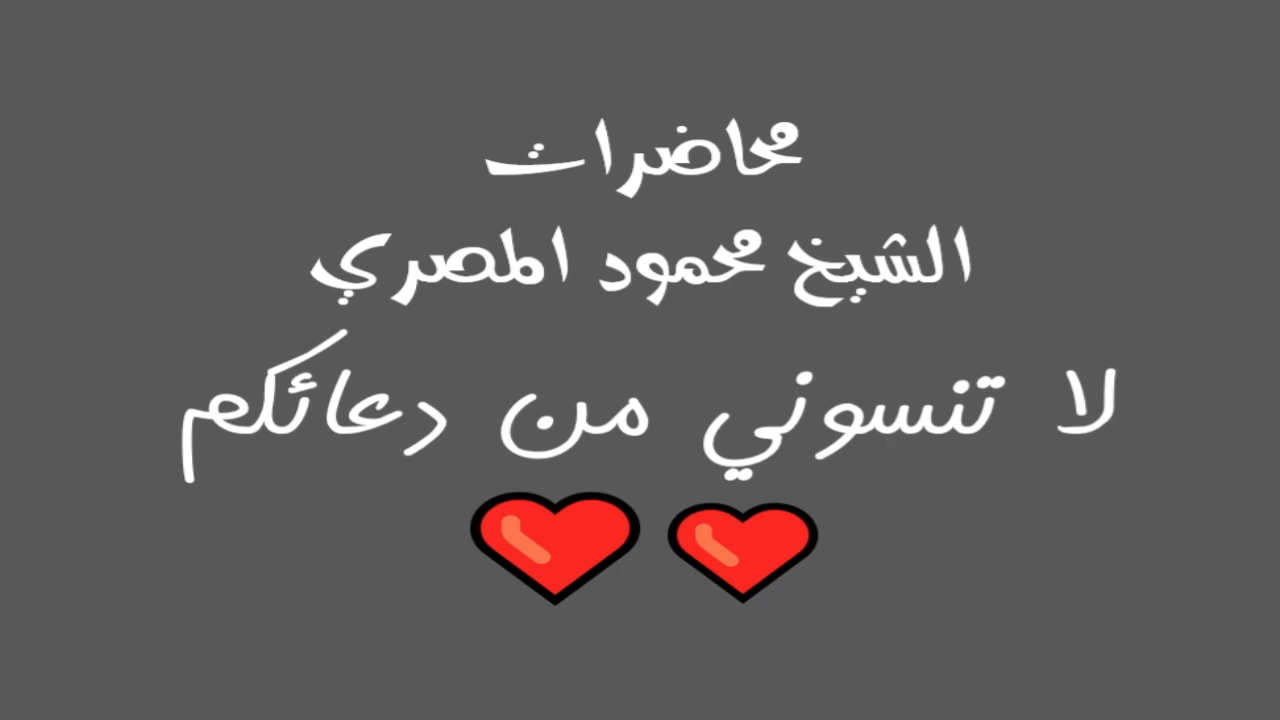 محاضرات
الشيخ محمود المصري
لا تنسوني من دعائكم